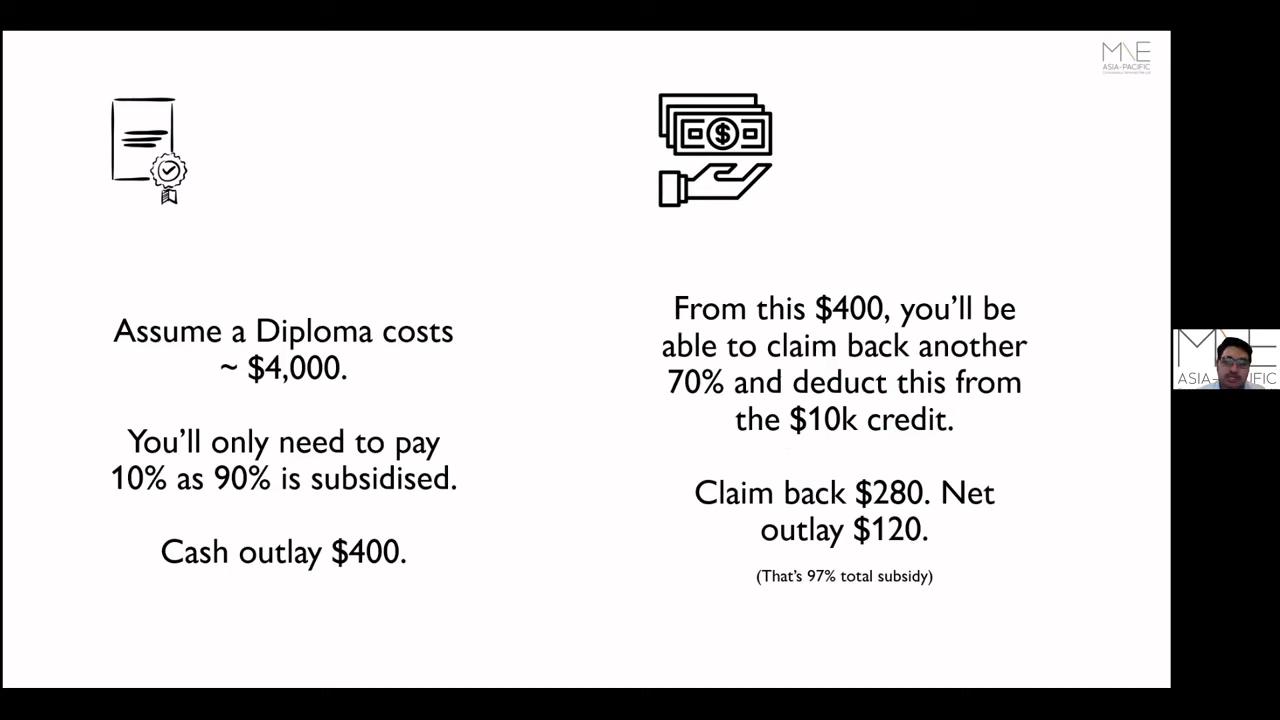 M\E
ASIA-PACIFIC
Assume a Diploma costs
~ $4,000.
You’ll only need to pay
10% as 90% is subsidised.
Cash outlay $400.
From this $400, you’ll be
able to claim back another
70% and deduct this from
the $10k credit.
Claim back $280. Net
outlay $120.
(That’s 97% total subsidy)